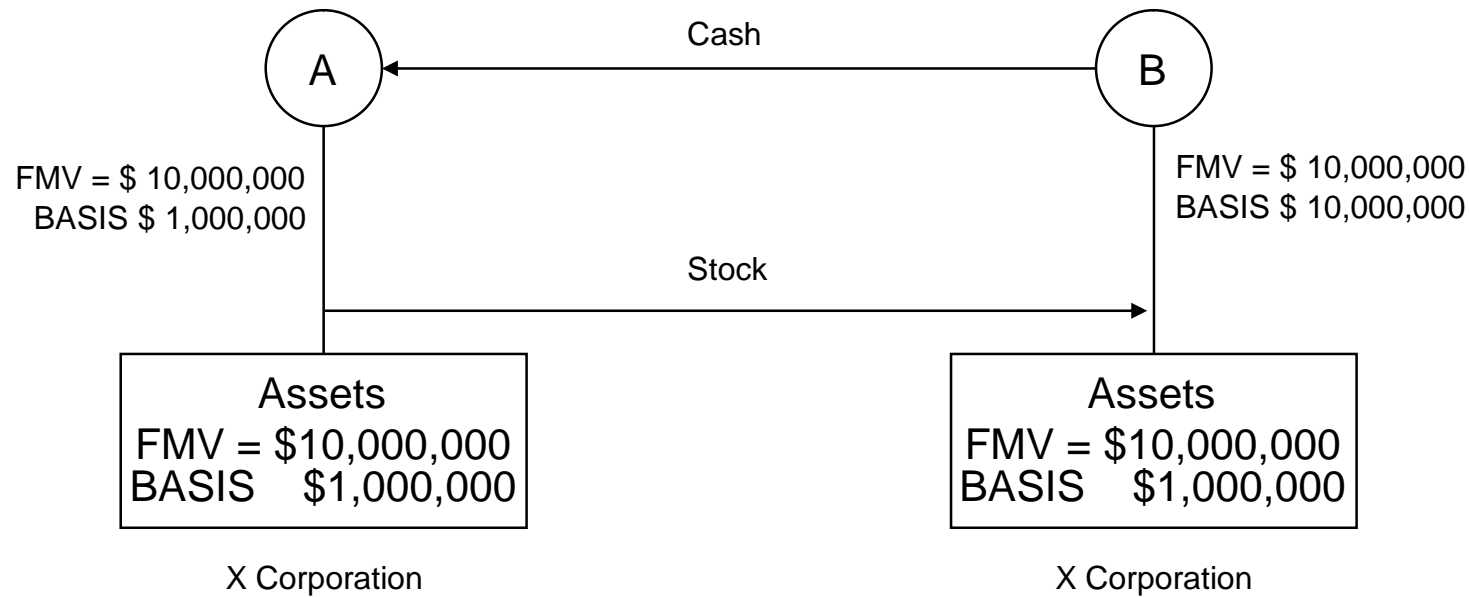 Cash
A
B
FMV = $ 10,000,000
BASIS $ 1,000,000
FMV = $ 10,000,000
BASIS $ 10,000,000
Stock
Assets
FMV = $10,000,000
BASIS $1,000,000
Assets
FMV = $10,000,000
BASIS $1,000,000
X Corporation
X Corporation